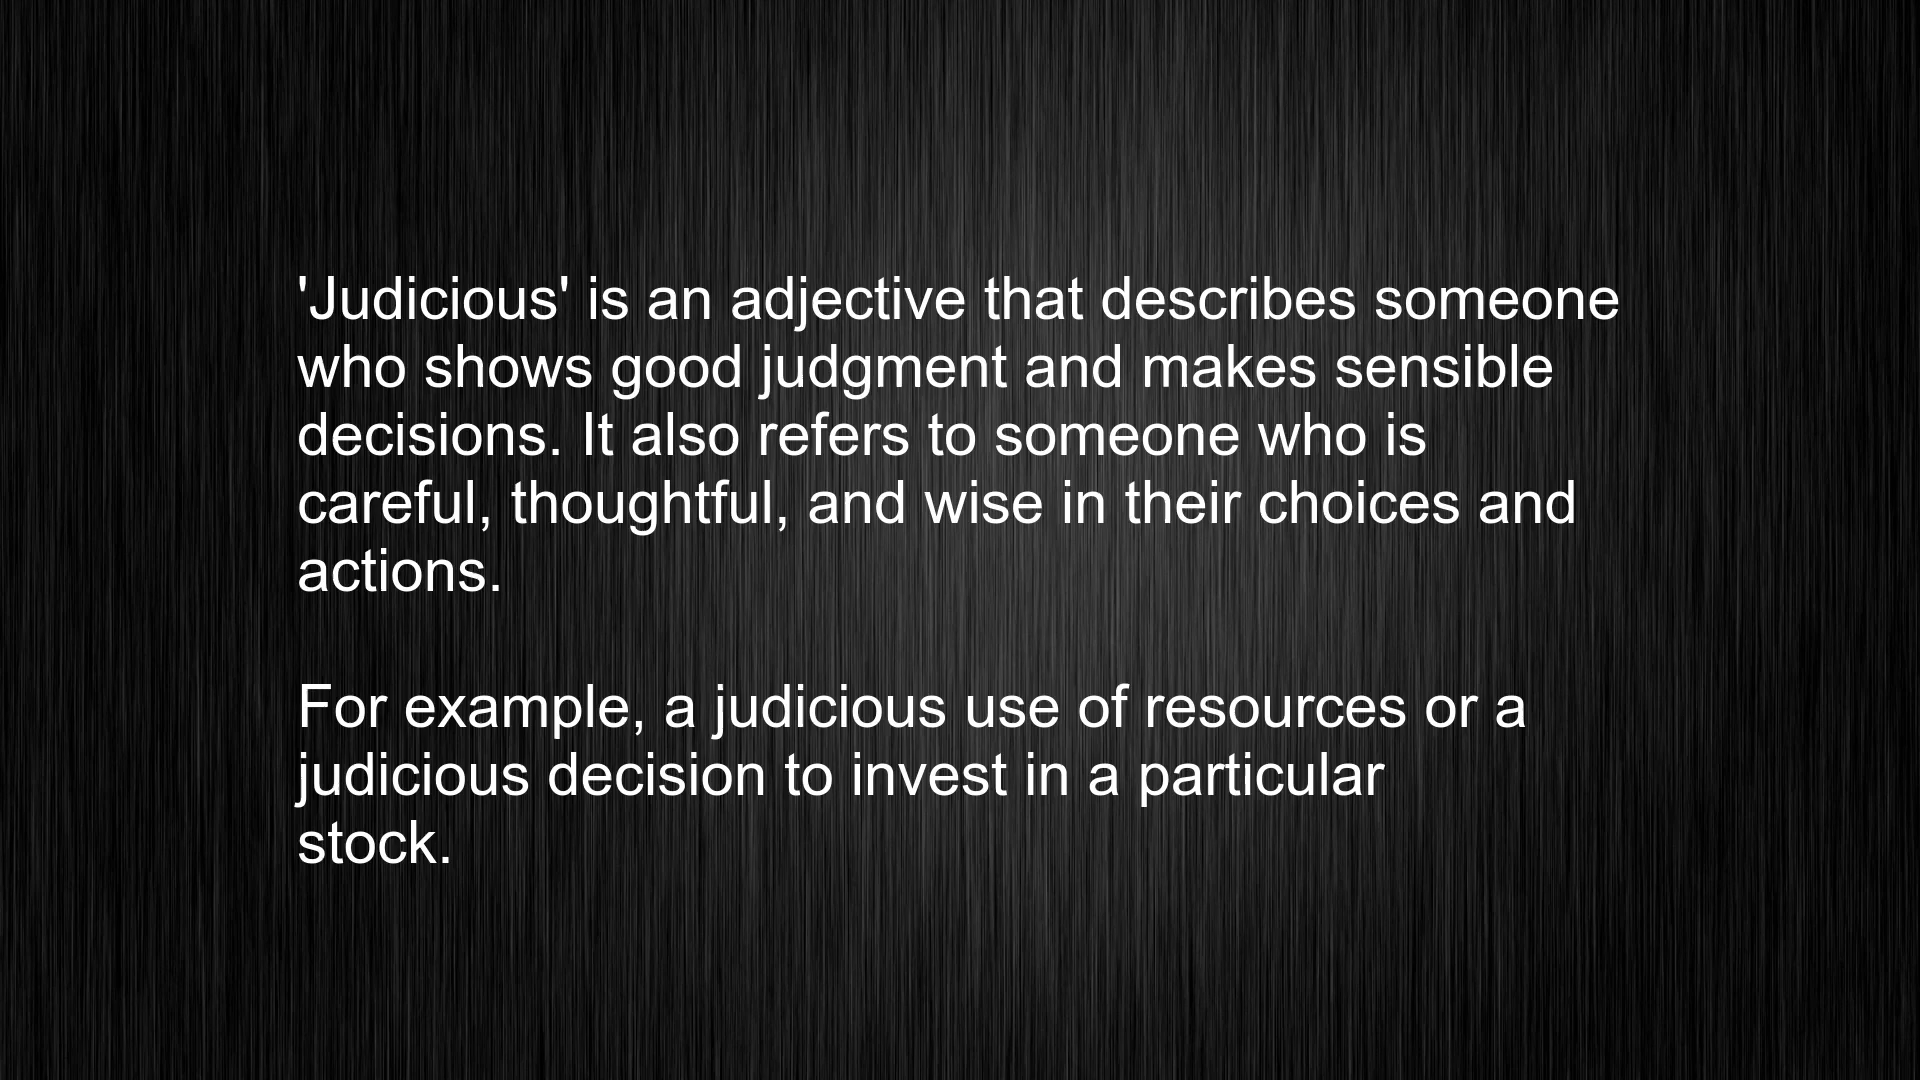 'Judicious' is an adjective that describes someone
who shows good judgment and makes sensible
decisions. It also refers to someone who is
careful, thoughtful, and wise in their choices and
actions.
For example, a judicious use of resources or a
judicious decision to invest in a particular
stock.